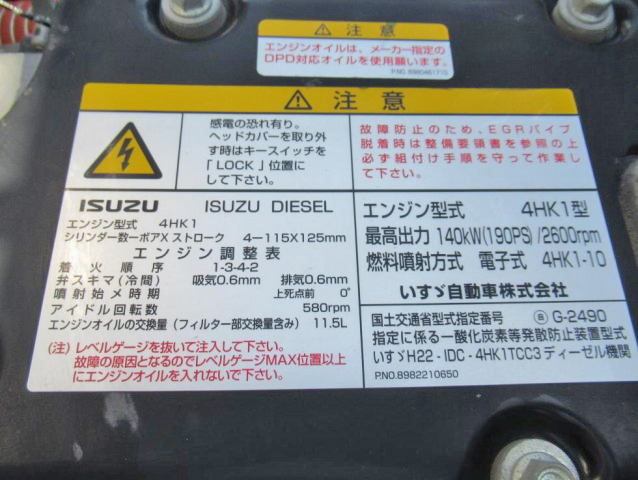 ⚠ 注意
エンジンオイルは、メーカー指定の
DPD対応オイルを使用願います。
P.NO.8980461713
⚠ 注意
感電の恐れ有り。
ヘッドカバーを取り外
す時はキースイッチを
「LOCK」位置に
して下さい。
故障防止のため、EGRパイプ
脱着時は整備要領書を参照の上
必ず組付け手順を守って作業し
て下さい。
ISUZU ISUZU DIESEL
エンジン型式 4HK1
シリンダー数ーボアX ストローク 4ー115X125mm
エンジン調整表
着火順序 1-3-4-2
弁スキマ(冷間) 吸気0.6mm 排気0.6mm
噴射始メ時期 上死点前 0°
アイドル回転数 580rpm
エンジンオイルの交換量(フィルター部交換量含み) 11.5L
(注) レベルゲージを抜いて注入して下さい。
故障の原因となるのでレベルゲージMAX位置以上
にエンジンオイルを入れないで下さい。
エンジン型式 4HK1型
最高出力 140kW(190PS)/2600rpm
燃料噴射方式 電子式 4HK1-10
いすゞ自動車株式会社
国土交通省型式指定番号 Ⓑ G-2490
指定に係る一酸化炭素等発散防止装置型式
いすゞH22-IDC-4HK1TCC3ディーゼル機関
P.NO.8982210650